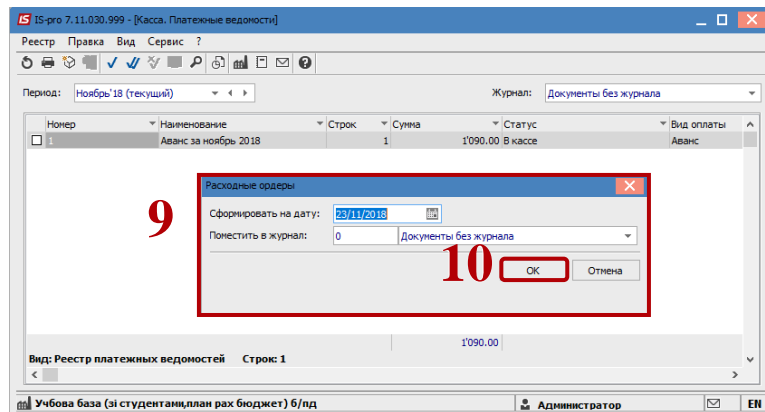 IS-pro 7.11.030.999 - [Касса. Платежные ведомости]
Реестр Правка Вид Сервис ?
Период: Ноябрь'18 (текущий) Журнал: Документы без журнала
Номер Наименование Строк Сумма Статус Вид оплаты
1 Аванс за ноябрь 2018 1 1'090.00 В кассе Аванс
Расходные ордеры
9
Сформировать на дату: 23/11/2018
Поместить в журнал: 0 Документы без журнала
10
OK Отмена
1'090.00
Вид: Реестр платежных ведомостей Строк: 1
Учбова база (зі студентами,план рах бюджет) б/пд Администратор EN